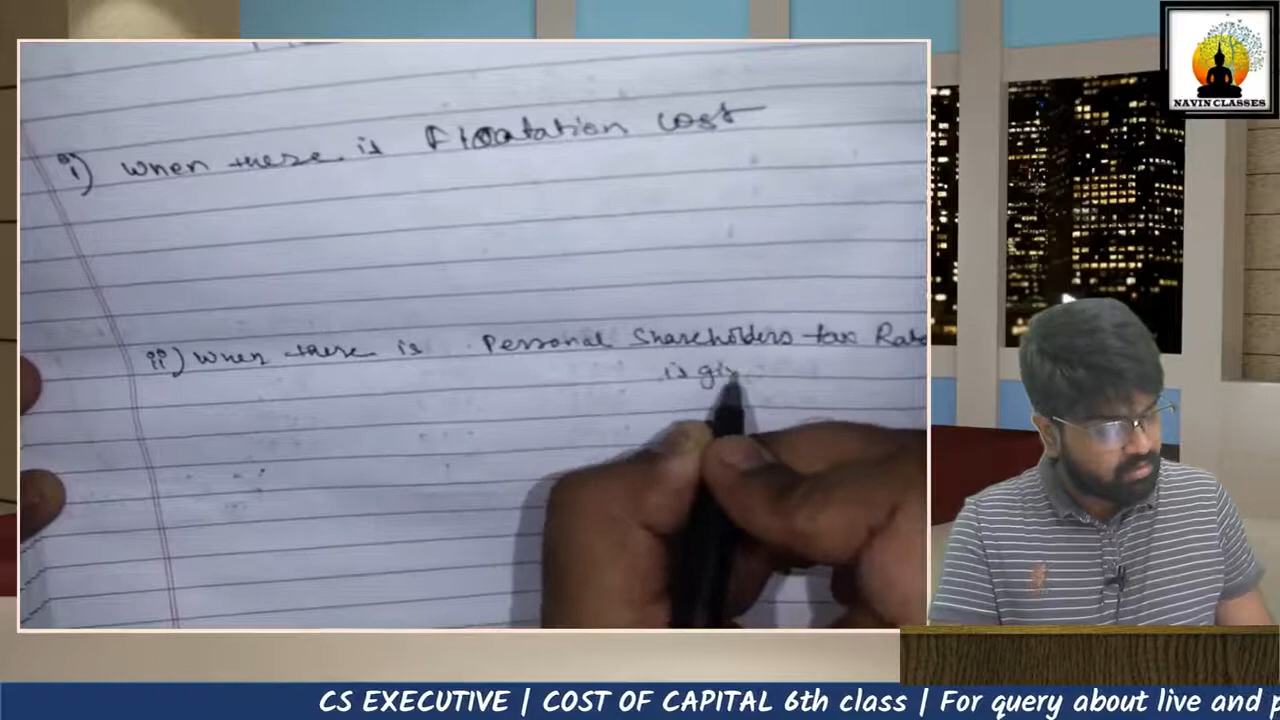 NAVIN CLASSES
i) when there is Floatation cost
ii) when there is Personal Shareholders tax Rate
is giv
CS EXECUTIVE | COST OF CAPITAL 6th class | For query about live and p